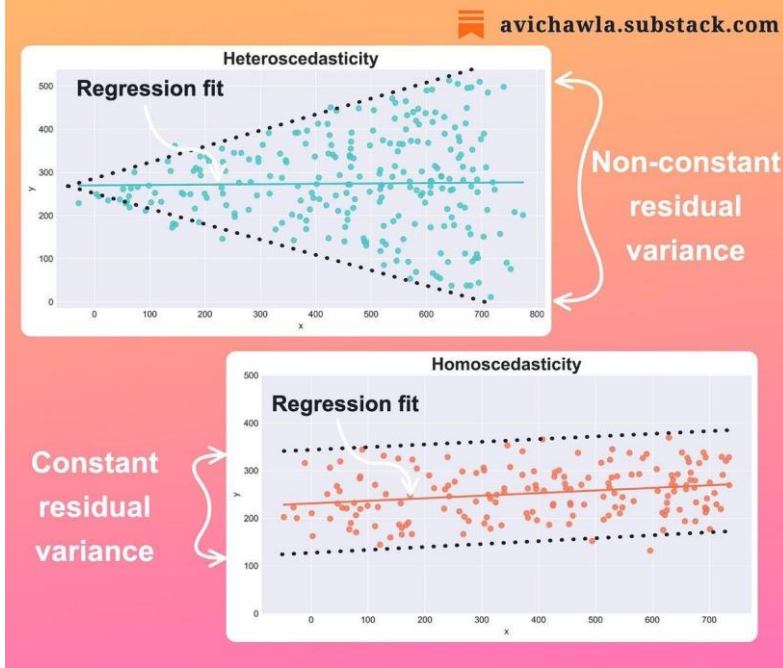 avichawla.substack.com
Heteroscedasticity
Regression fit
500
400
300
200
100
0
y
0 100 200 300 400 500 600 700 800
x
Non-constant
residual
variance
Homoscedasticity
Regression fit
500
400
300
200
100
0
y
0 100 200 300 400 500 600 700
x
Constant
residual
variance